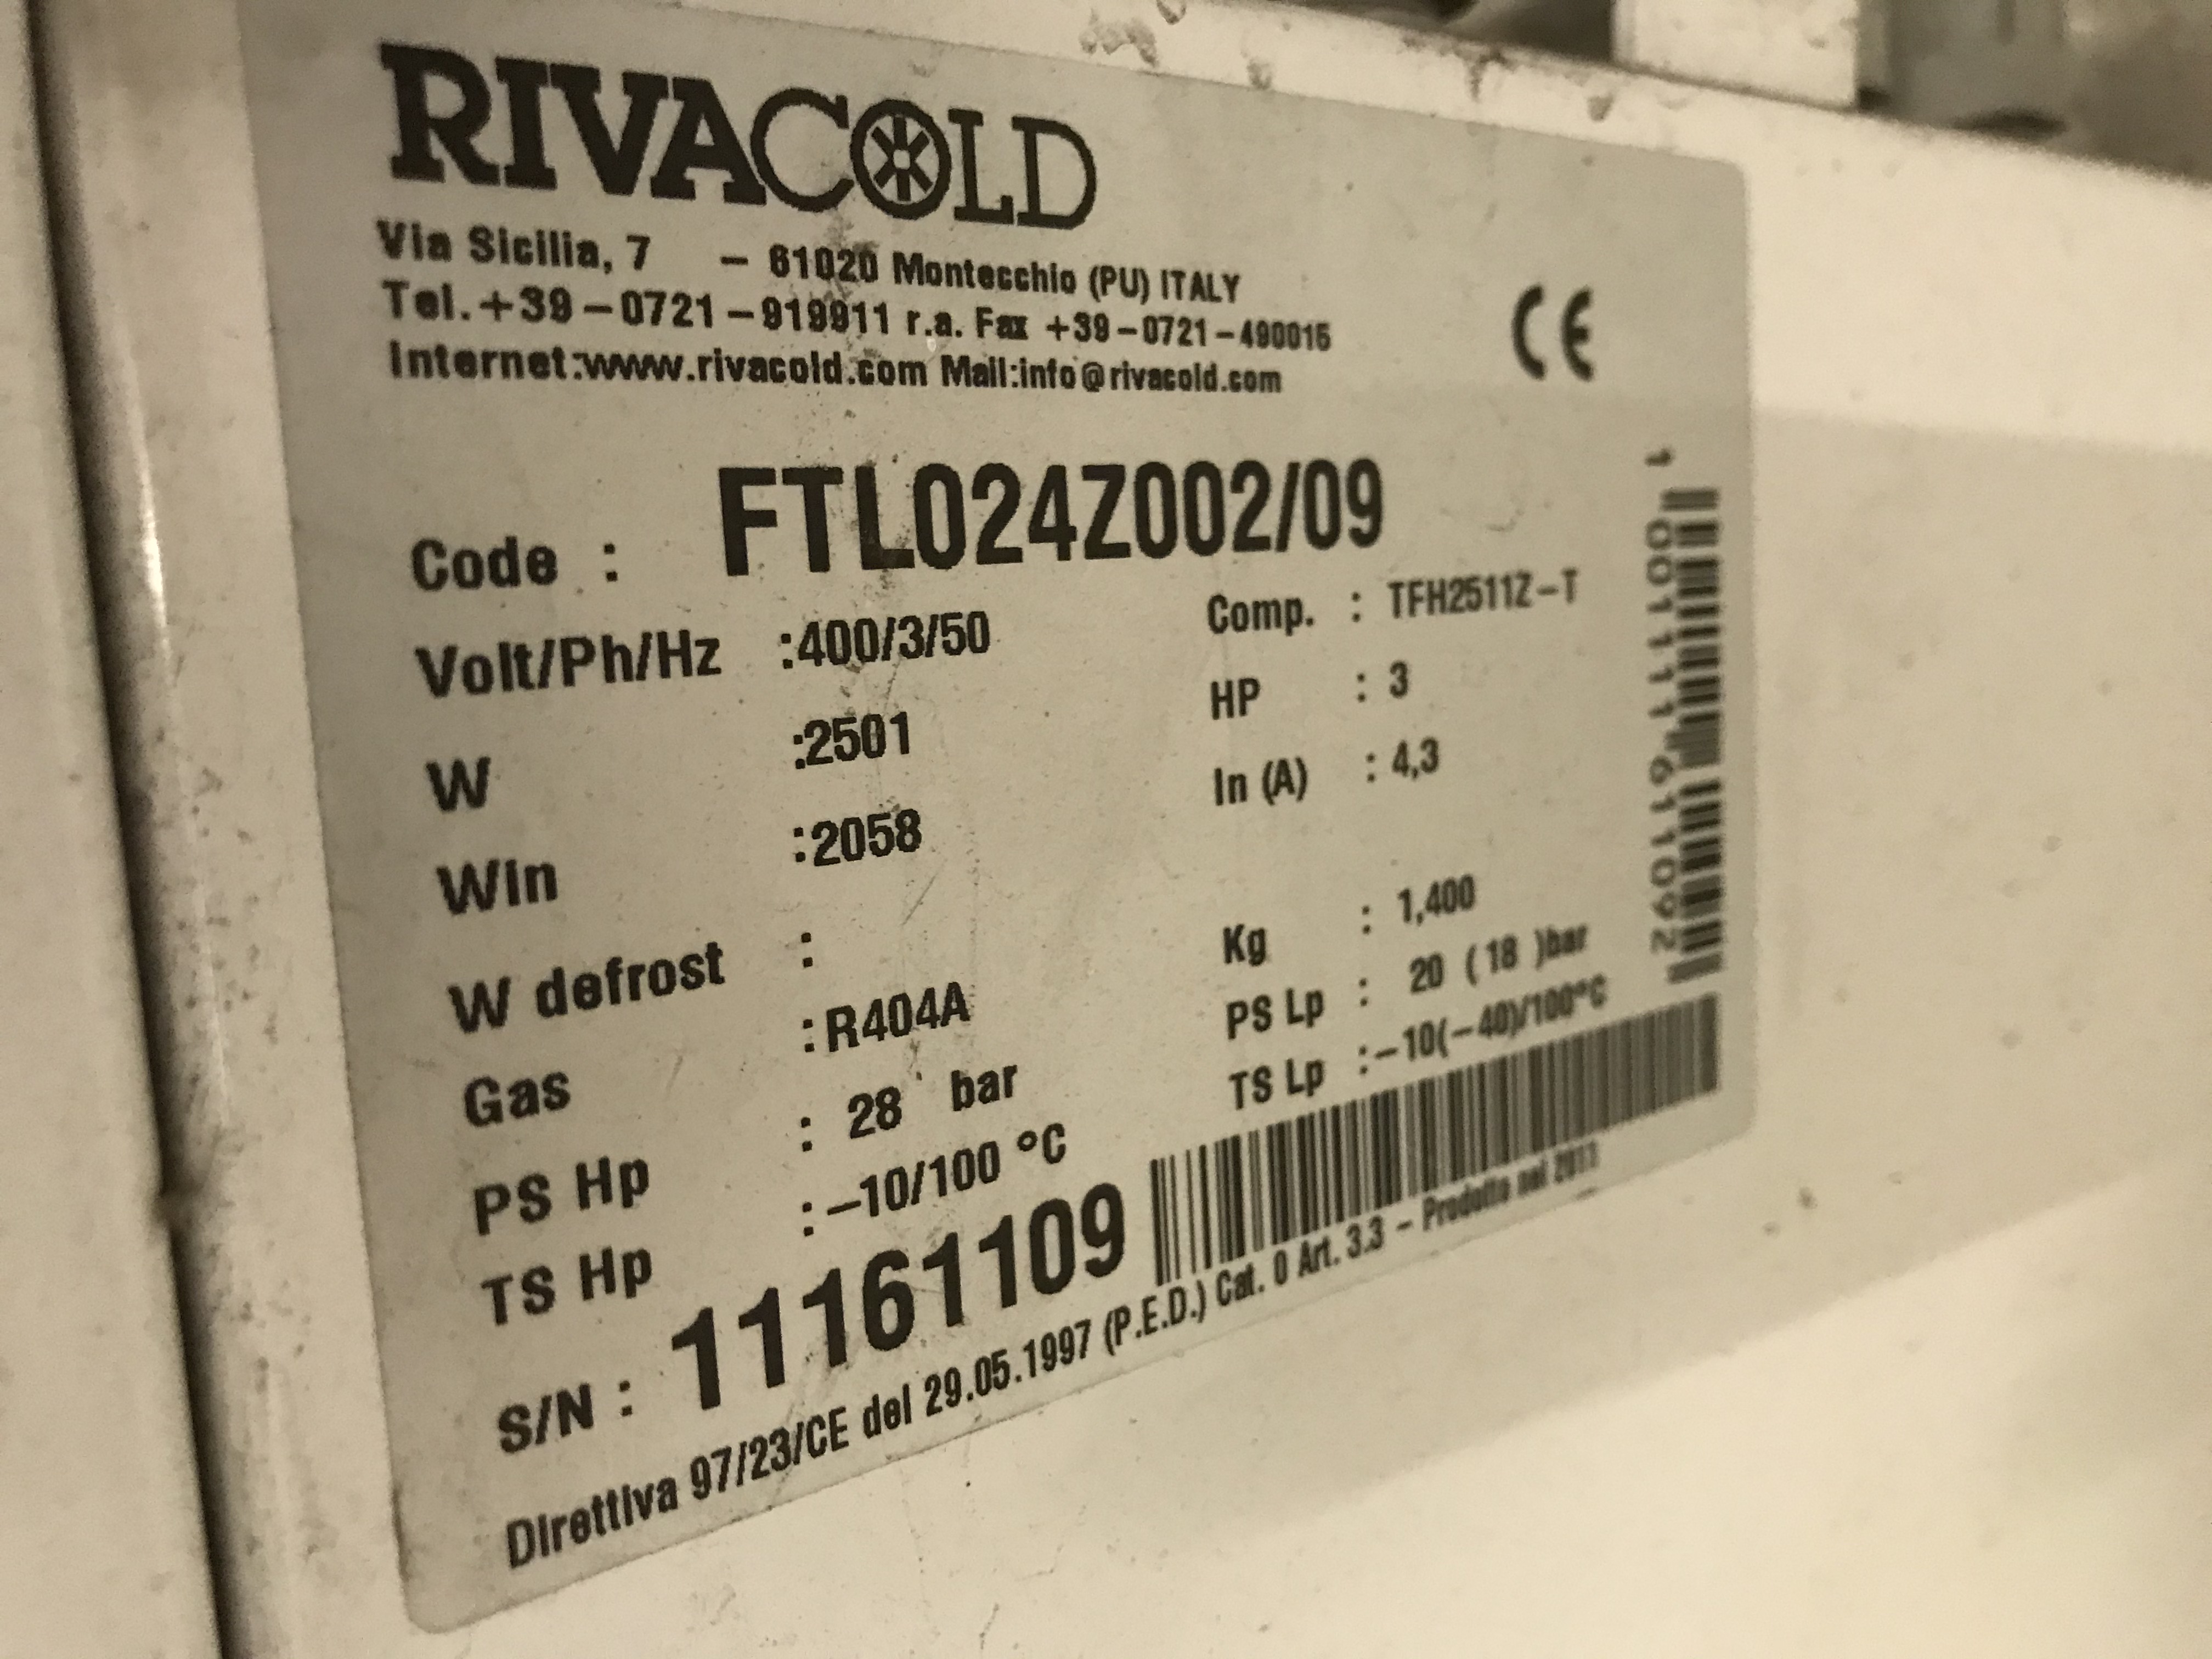 RIVACOLD
Via Sicilia, 7 – 61020 Montecchio (PU) ITALY
Tel.+39–0721–919911 r.a. Fax +39–0721–490015
Internet:www.rivacold.com Mail:info@rivacold.com
CE
Code : FTL024Z002/09
Volt/Ph/Hz :400/3/50
Comp. : TFH2511Z–T
W :2501
HP : 3
Win :2058
In (A) : 4,3
W defrost :
Gas :R404A
Kg : 1,400
PS Hp : 28 bar
PS Lp : 20 (18 )bar
TS Hp :–10/100 °C
TS Lp :–10(–40)/100°C
S/N : 11161109
Direttiva 97/23/CE del 29.05.1997 (P.E.D.) Cat. 0 Art. 3.3 – Prodotto nel 2011